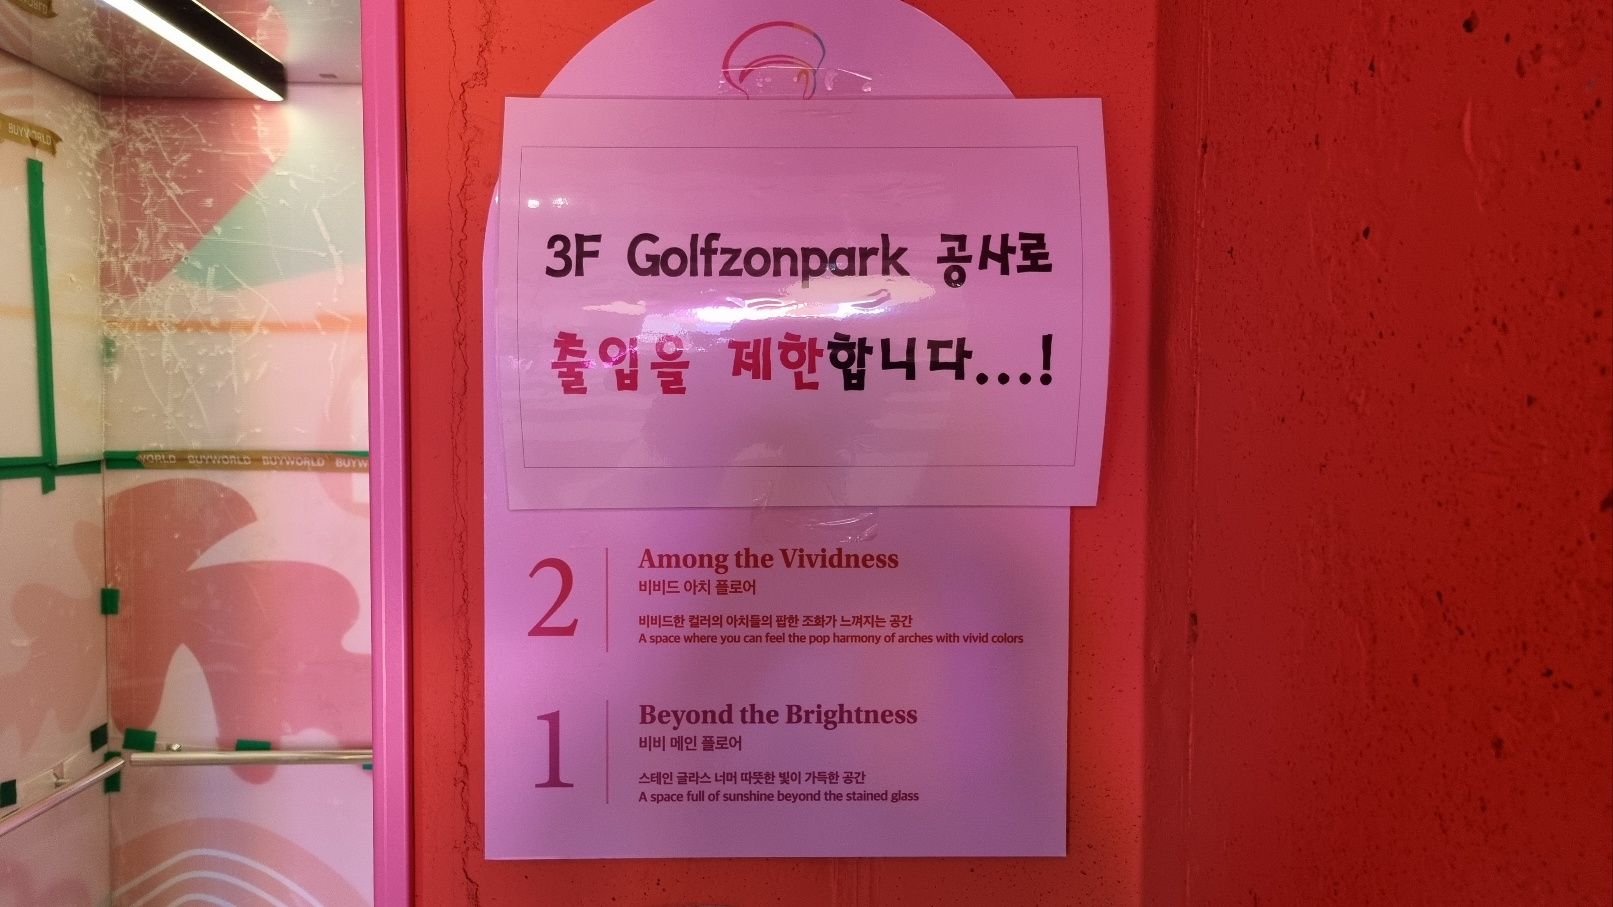 BUYWORLD
3F Golfzonpark 공사로
출입을 제한합니다...!
BUYWORLD BUYWORLD
2
Among the Vividness
비비드 아치 플로어
비비드한 컬러의 아치들의 팝한 조화가 느껴지는 공간
A space where you can feel the pop harmony of arches with vivid colors
1
Beyond the Brightness
비비 메인 플로어
스테인 글라스 너머 따뜻한 빛이 가득한 공간
A space full of sunshine beyond the stained glass